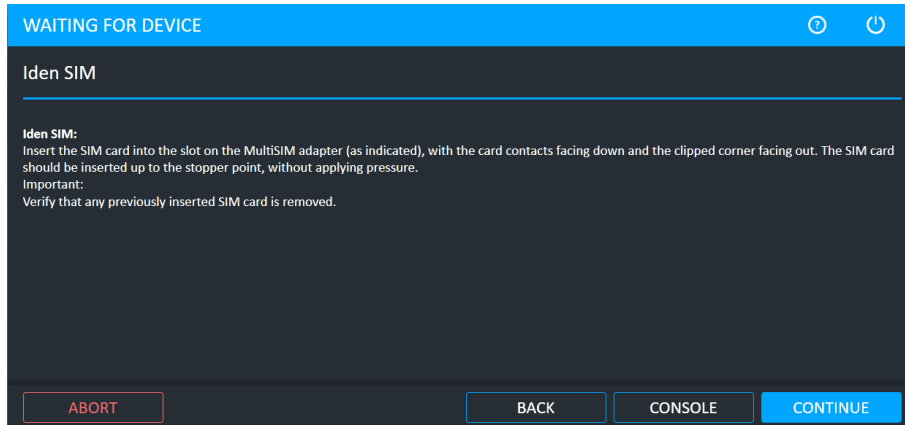 WAITING FOR DEVICE
Iden SIM
Iden SIM:
Insert the SIM card into the slot on the MultiSIM adapter (as indicated), with the card contacts facing down and the clipped corner facing out. The SIM card
should be inserted up to the stopper point, without applying pressure.
Important:
Verify that any previously inserted SIM card is removed.
ABORT
BACK
CONSOLE
CONTINUE